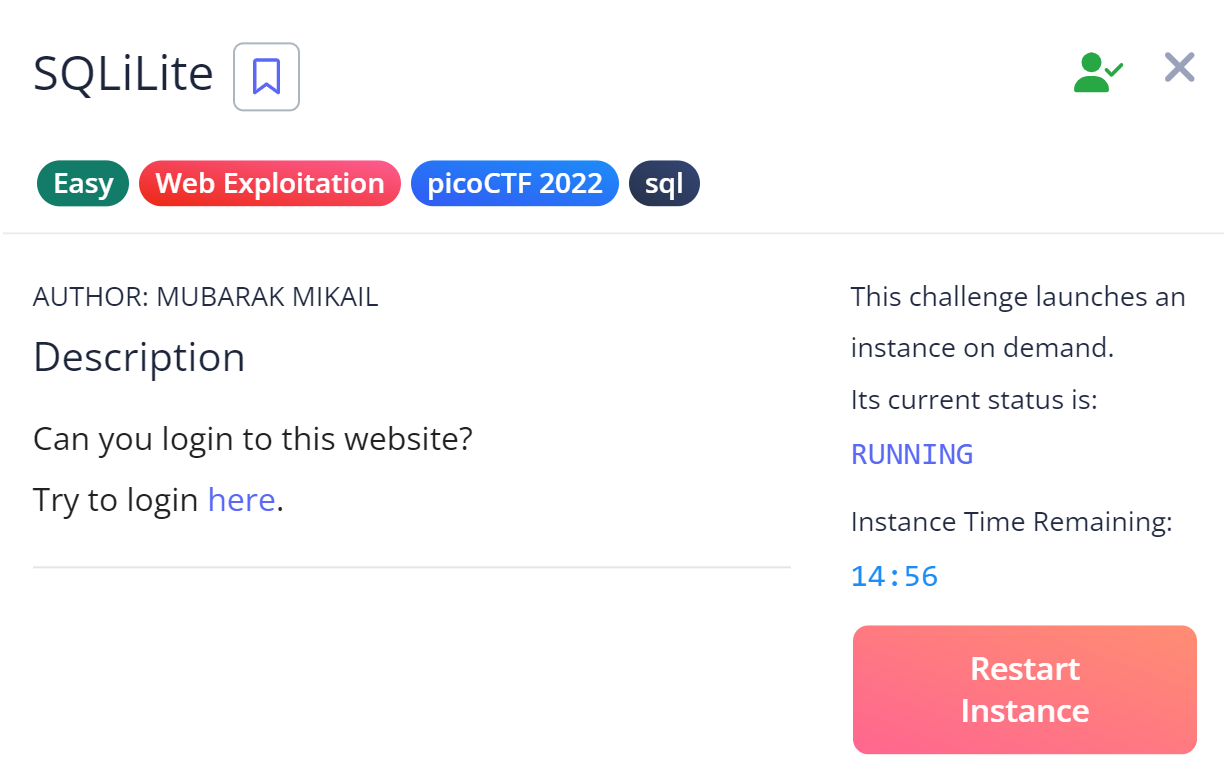 SQLiLite
Easy Web Exploitation picoCTF 2022 sql
AUTHOR: MUBARAK MIKAIL
Description
Can you login to this website?
Try to login here.
This challenge launches an
instance on demand.
Its current status is:
RUNNING
Instance Time Remaining:
14:56
Restart
Instance